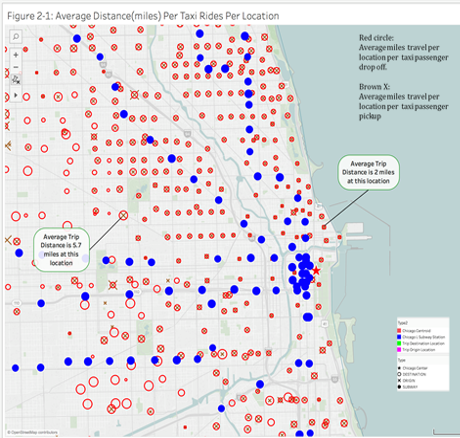 Figure 2-1: Average Distance(miles) Per Taxi Rides Per Location
Red circle:
Average miles travel per
location per taxi passenger
drop off.
Brown X:
Average miles travel per
location per taxi passenger
pickup
Average Trip
Distance is 2 miles
at this location
Average Trip
Distance is 5.7
miles at this
location
Chicago Centroid
Chicago L Subway Station
Trip Destination Location
Trip Origin Location
Type
Chicago Center
DESTINATION
ORIGIN
SUBWAY
© OpenStreetMap contributors